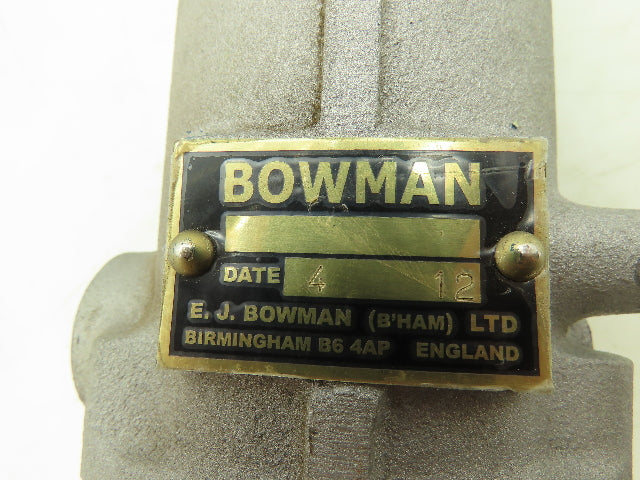 BOWMAN
DATE 4 12
E. J. BOWMAN (B'HAM) LTD
BIRMINGHAM B6 4AP ENGLAND